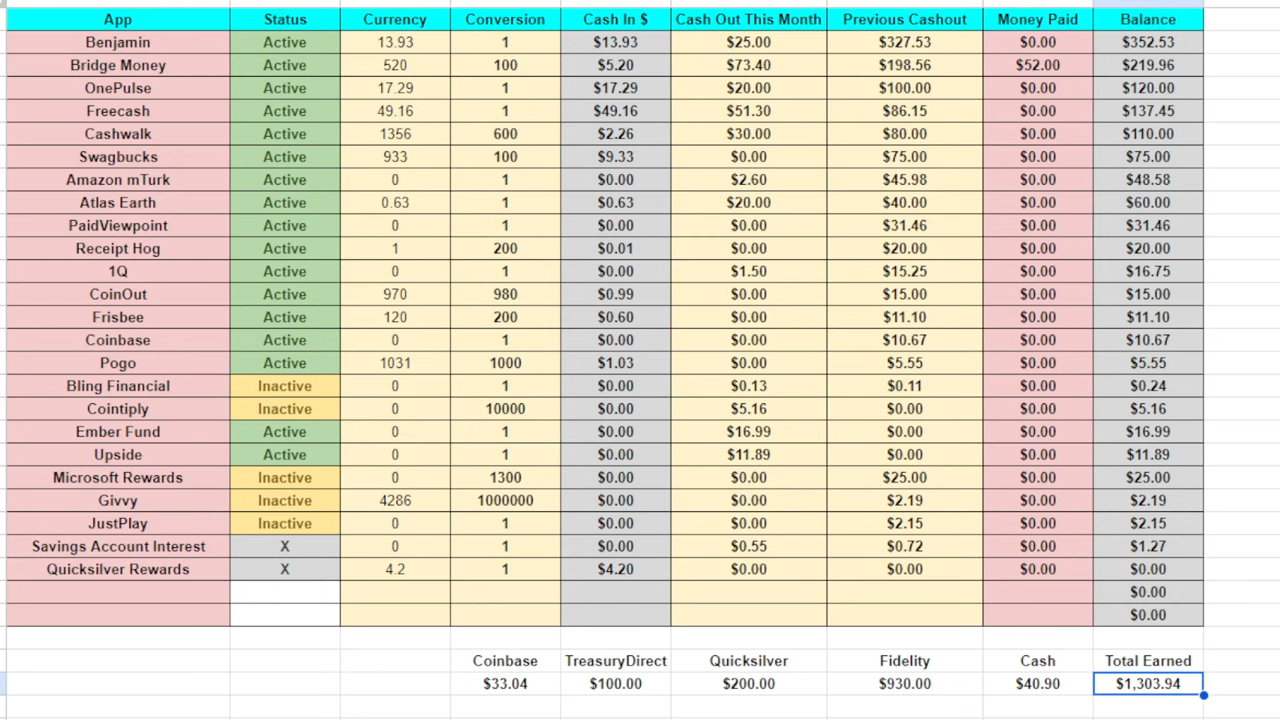 App Status Currency Conversion Cash In $ Cash Out This Month Previous Cashout Money Paid Balance
Benjamin Active 13.93 1 $13.93 $25.00 $327.53 $0.00 $352.53
Bridge Money Active 520 100 $5.20 $73.40 $198.56 $52.00 $219.96
OnePulse Active 17.29 1 $17.29 $20.00 $100.00 $0.00 $120.00
Freecash Active 49.16 1 $49.16 $51.30 $86.15 $0.00 $137.45
Cashwalk Active 1356 600 $2.26 $30.00 $80.00 $0.00 $110.00
Swagbucks Active 933 100 $9.33 $0.00 $75.00 $0.00 $75.00
Amazon mTurk Active 0 1 $0.00 $2.60 $45.98 $0.00 $48.58
Atlas Earth Active 0.63 1 $0.63 $20.00 $40.00 $0.00 $60.00
PaidViewpoint Active 0 1 $0.00 $0.00 $31.46 $0.00 $31.46
Receipt Hog Active 1 200 $0.01 $0.00 $20.00 $0.00 $20.00
1Q Active 0 1 $0.00 $1.50 $15.25 $0.00 $16.75
CoinOut Active 970 980 $0.99 $0.00 $15.00 $0.00 $15.00
Frisbee Active 120 200 $0.60 $0.00 $11.10 $0.00 $11.10
Coinbase Active 0 1 $0.00 $0.00 $10.67 $0.00 $10.67
Pogo Active 1031 1000 $1.03 $0.00 $5.55 $0.00 $5.55
Bling Financial Inactive 0 1 $0.00 $0.13 $0.11 $0.00 $0.24
Cointiply Inactive 0 10000 $0.00 $5.16 $0.00 $0.00 $5.16
Ember Fund Active 0 1 $0.00 $16.99 $0.00 $0.00 $16.99
Upside Active 0 1 $0.00 $11.89 $0.00 $0.00 $11.89
Microsoft Rewards Inactive 0 1300 $0.00 $0.00 $25.00 $0.00 $25.00
Givvy Inactive 4286 1000000 $0.00 $0.00 $2.19 $0.00 $2.19
JustPlay Inactive 0 1 $0.00 $0.00 $2.15 $0.00 $2.15
Savings Account Interest X 0 1 $0.00 $0.55 $0.72 $0.00 $1.27
Quicksilver Rewards X 4.2 1 $4.20 $0.00 $0.00 $0.00 $0.00
$0.00
$0.00
Coinbase TreasuryDirect Quicksilver Fidelity Cash Total Earned
$33.04 $100.00 $200.00 $930.00 $40.90 $1,303.94